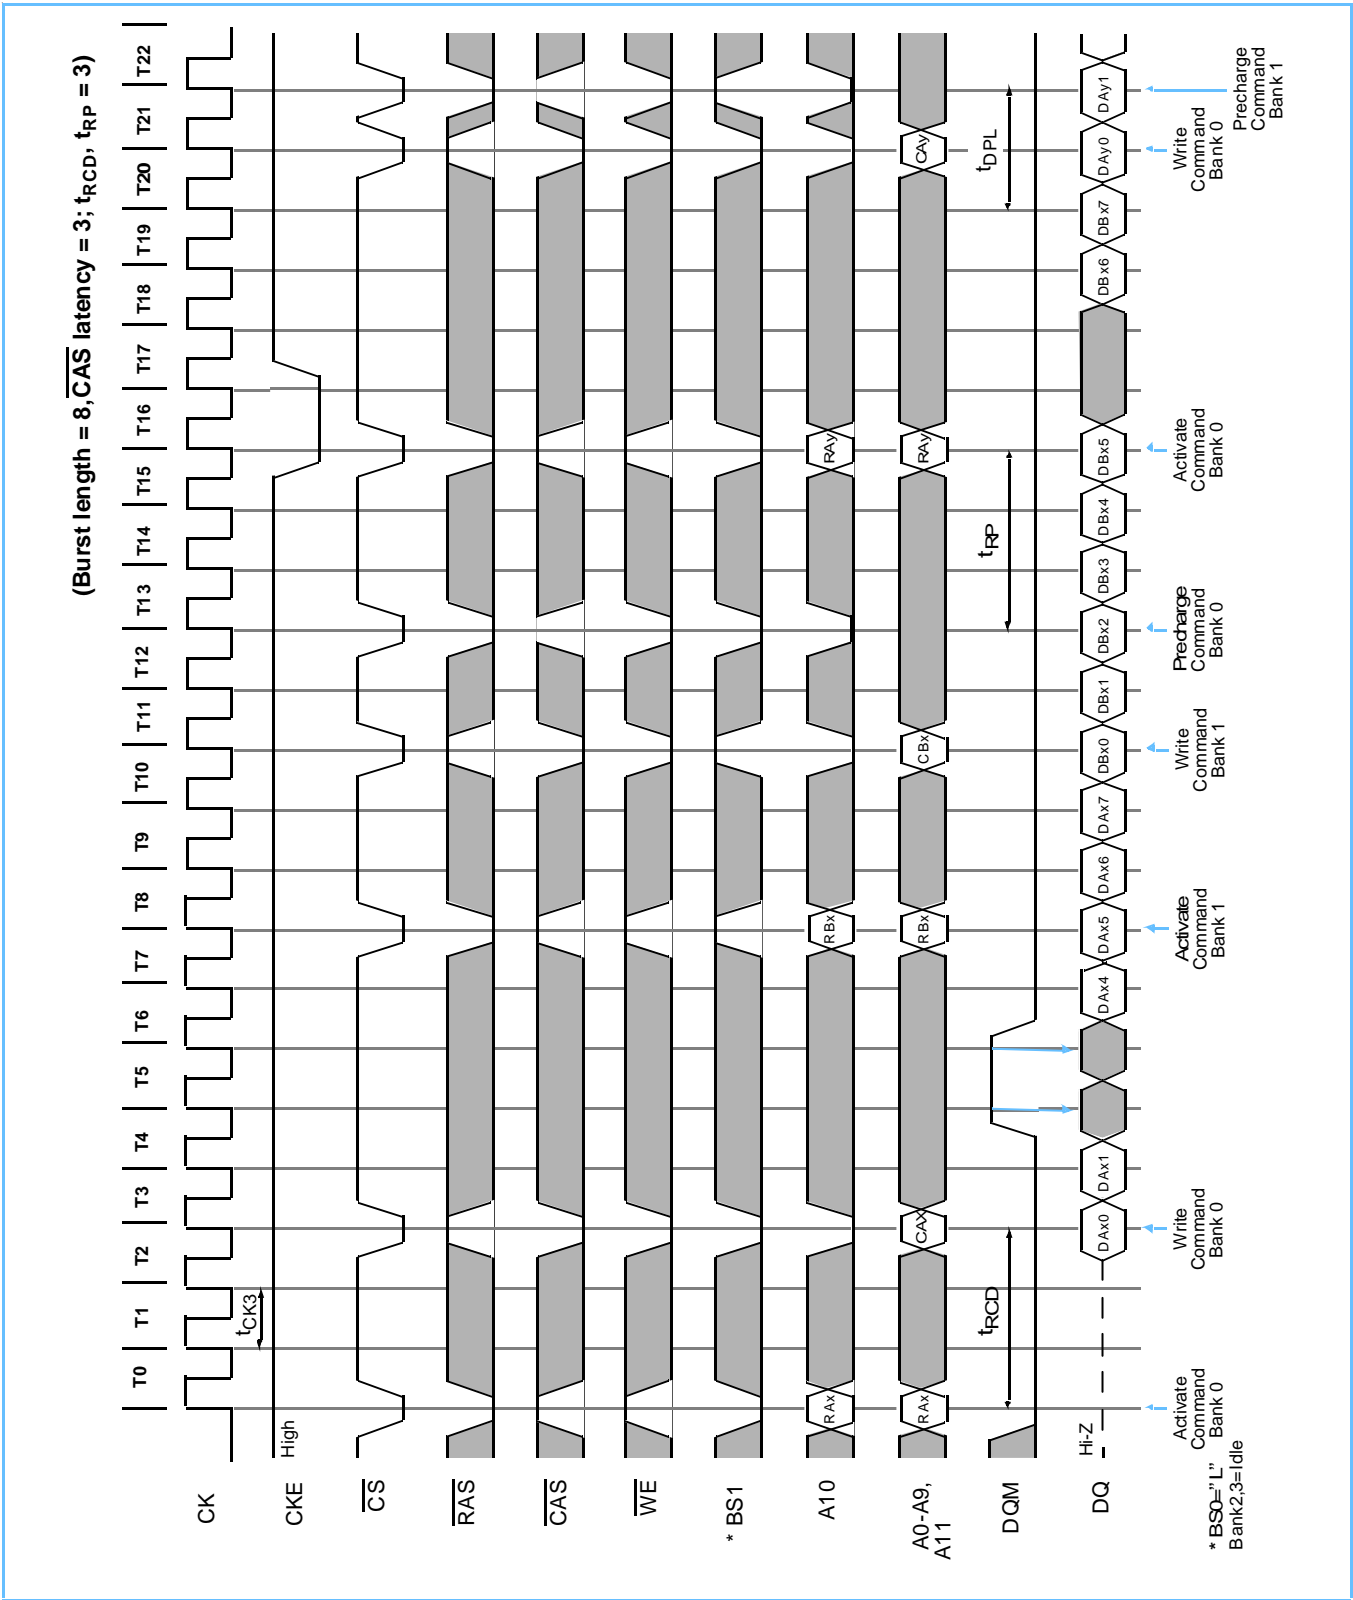 (Burst length = 8, CAS latency = 3; tRCD, tRP = 3)
T0 T1 T2 T3 T4 T5 T6 T7 T8 T9 T10 T11 T12 T13 T14 T15 T16 T17 T18 T19 T20 T21 T22
CK
tCK3
CKE
High
CS
RAS
CAS
WE
* BS1
A10
RAx RBx RAy
A0-A9,
A11
RAx CAX RBx CBx RAy CAy
DQM
tRCD tRP tDPL
DQ
Hi-Z
DAx0 DAx1 DAx4 DAx5 DAx6 DAx7 DBx0 DBx1 DBx2 DBx3 DBx4 DBx5 DBx6 DBx7 DAy0 DAy1
Activate
Command
Bank 0
Write
Command
Bank 0
Activate
Command
Bank 1
Write
Command
Bank 1
Precharge
Command
Bank 0
Activate
Command
Bank 0
Write
Command
Bank 0
Precharge
Command
Bank 1
* BS0="L"
Bank2,3=Idle